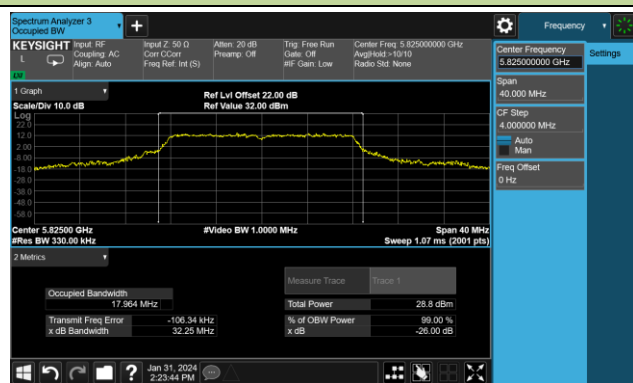 Spectrum Analyzer 3
Occupied BW
Frequency
KEYSIGHT
L
Input: RF
Coupling: AC
Align: Auto
Input Z: 50 Ω
Corr CCorr
Freq Ref: Int (S)
Atten: 20 dB
Preamp: Off
Trig: Free Run
Gate: Off
#IF Gain: Low
Center Freq: 5.825000000 GHz
Avg|Hold:>10/10
Radio Std: None
Center Frequency
5.825000000 GHz
Settings
Span
40.000 MHz
CF Step
4.000000 MHz
Auto
Man
Freq Offset
0 Hz
1 Graph
Scale/Div 10.0 dB
Ref Lvl Offset 22.00 dB
Ref Value 32.00 dBm
Log
22.0
12.0
2.00
-8.00
-18.0
-28.0
-38.0
-48.0
-58.0
Center 5.82500 GHz
#Res BW 330.00 kHz
#Video BW 1.0000 MHz
Span 40 MHz
Sweep 1.07 ms (2001 pts)
2 Metrics
Measure Trace
Trace 1
Occupied Bandwidth
17.964 MHz
Total Power
28.8 dBm
Transmit Freq Error
-106.34 kHz
% of OBW Power
99.00 %
x dB Bandwidth
32.25 MHz
x dB
-26.00 dB
?
Jan 31, 2024
2:23:44 PM